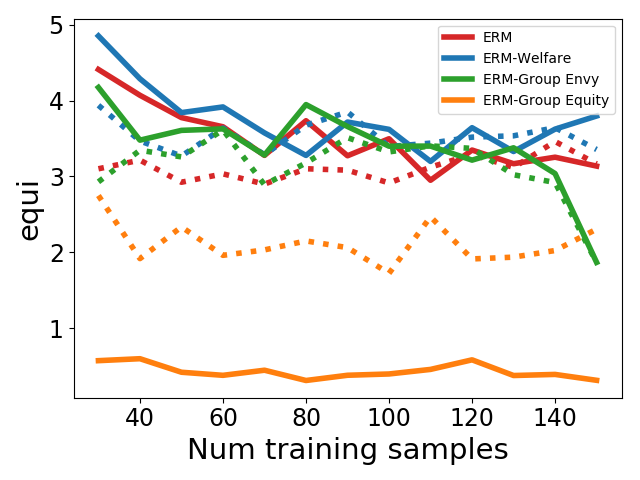 5
4
3
2
1
equi
ERM
ERM-Welfare
ERM-Group Envy
ERM-Group Equity
40 60 80 100 120 140
Num training samples